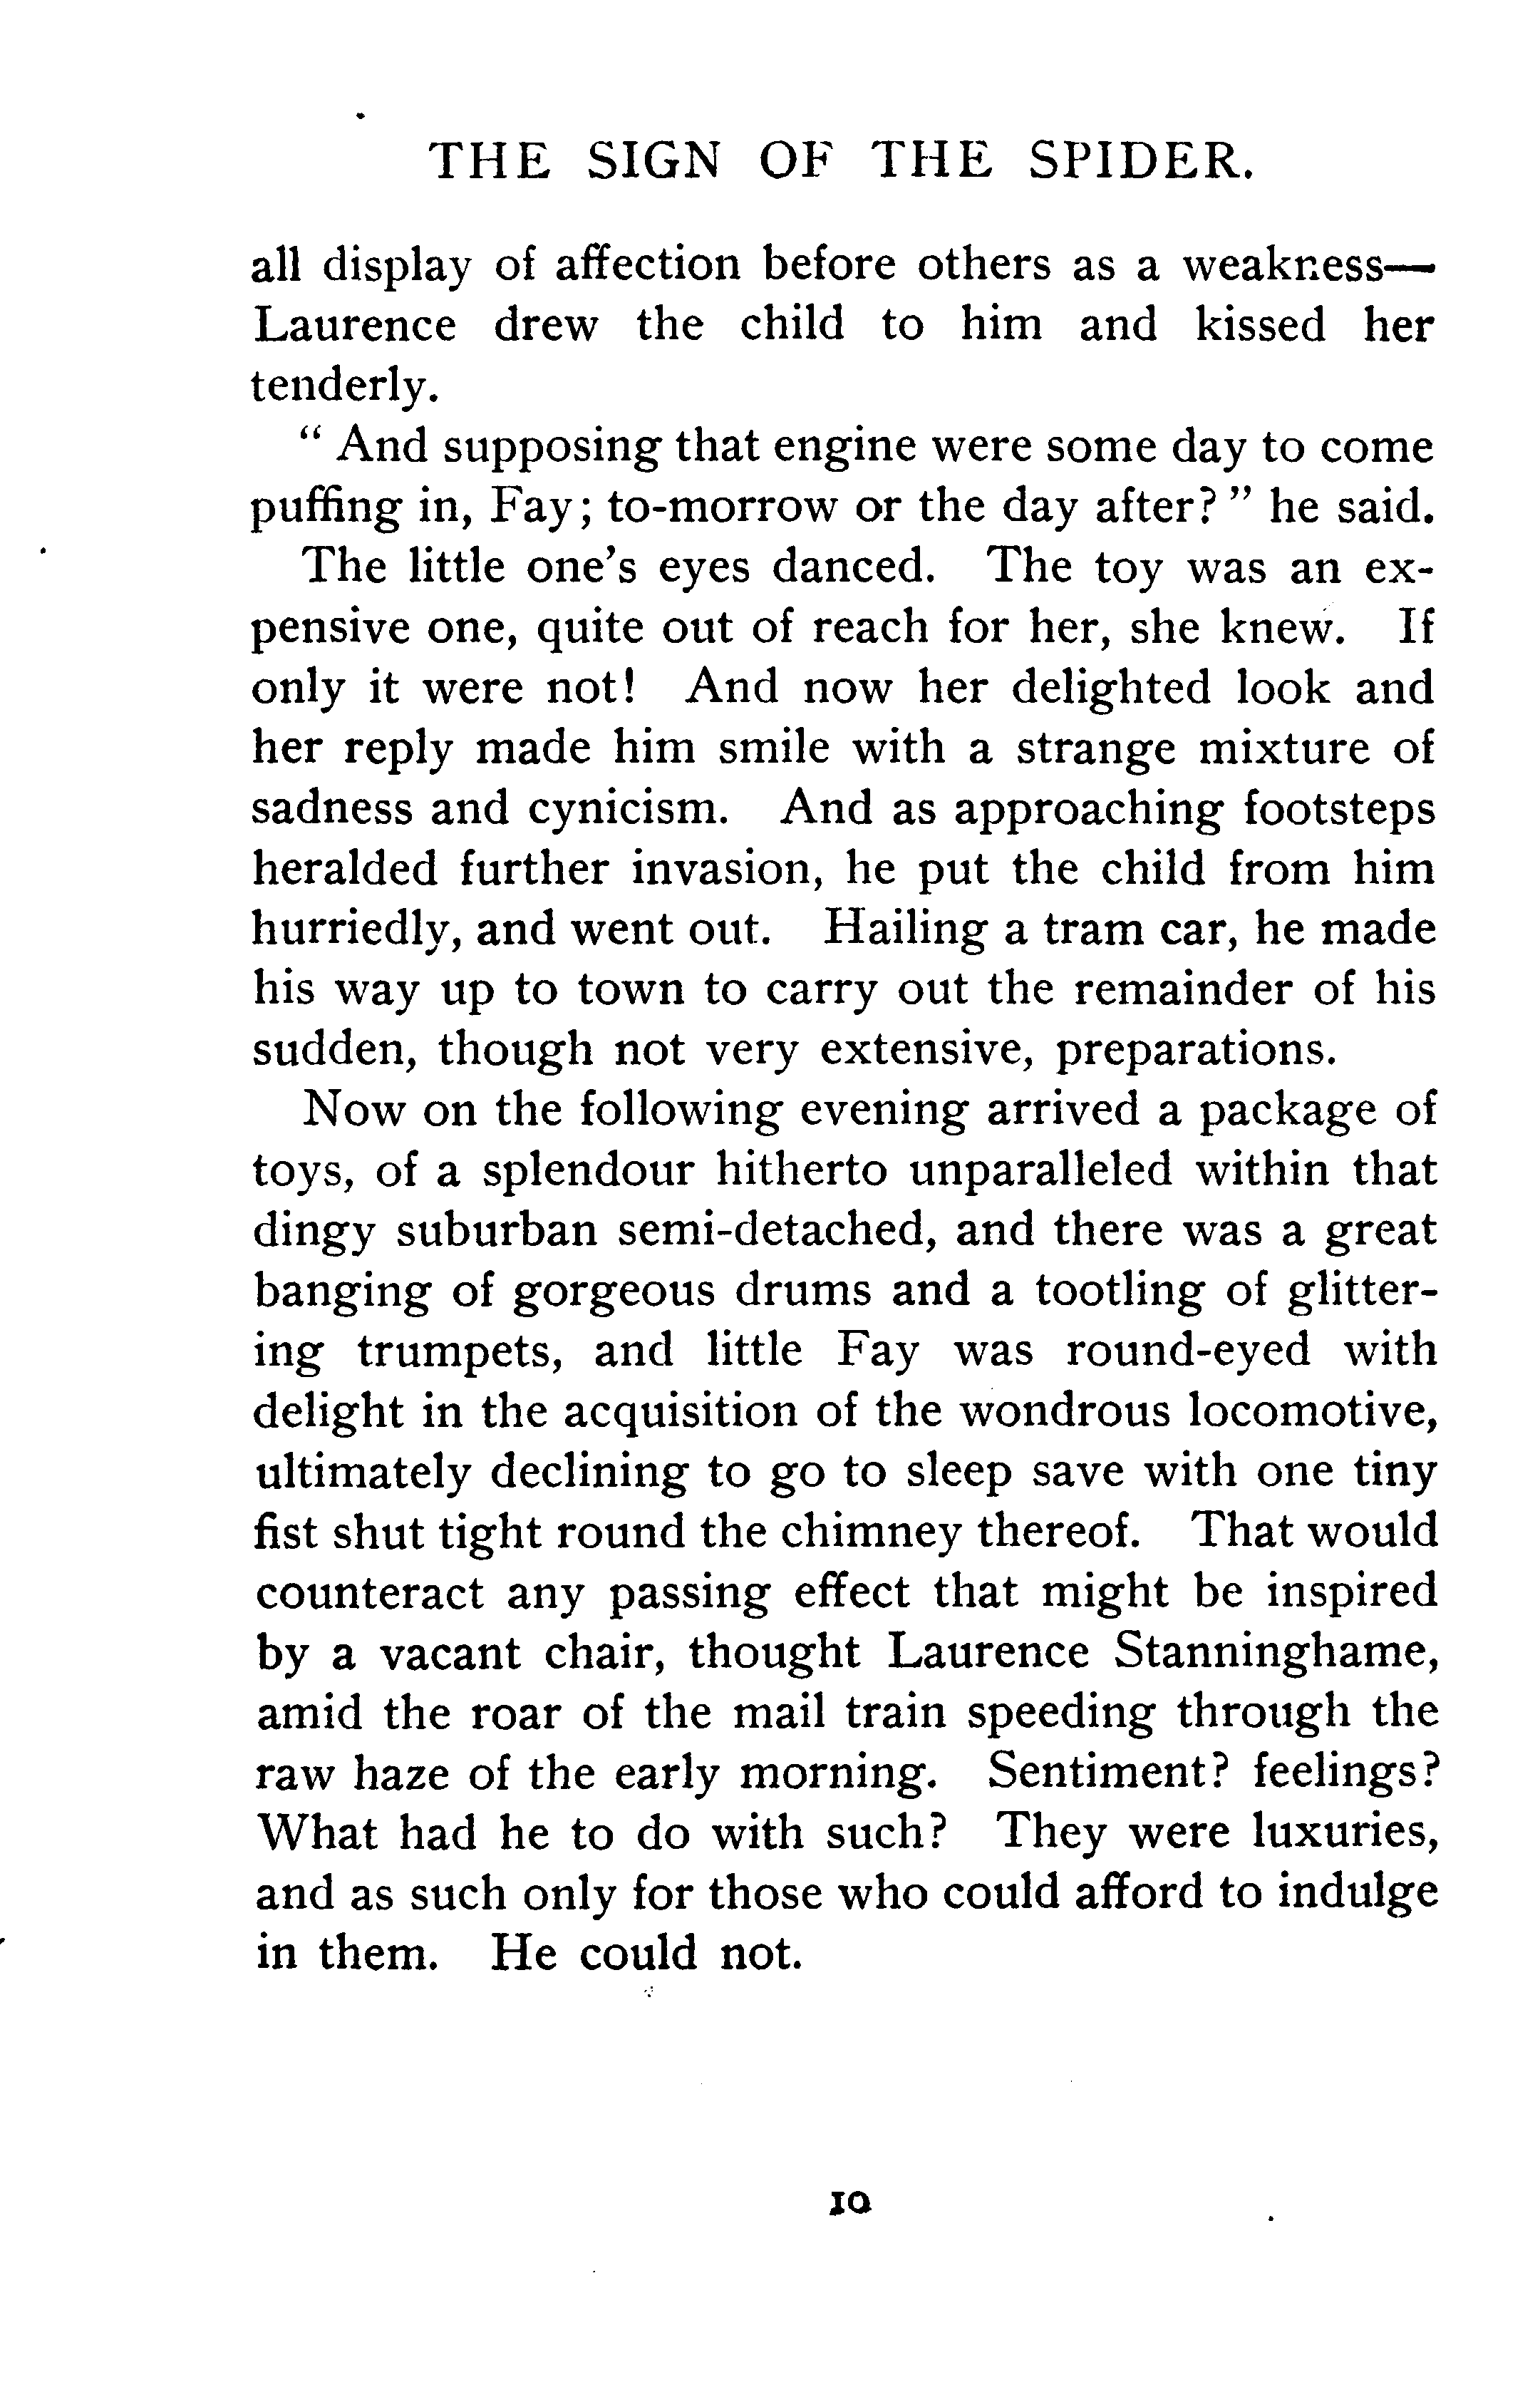 THE SIGN OF THE SPIDER.
all display of affection before others as a weakness—
Laurence drew the child to him and kissed her
tenderly.
" And supposing that engine were some day to come
puffing in, Fay; to-morrow or the day after? " he said.
The little one's eyes danced. The toy was an ex-
pensive one, quite out of reach for her, she knew. If
only it were not! And now her delighted look and
her reply made him smile with a strange mixture of
sadness and cynicism. And as approaching footsteps
heralded further invasion, he put the child from him
hurriedly, and went out. Hailing a tram car, he made
his way up to town to carry out the remainder of his
sudden, though not very extensive, preparations.
Now on the following evening arrived a package of
toys, of a splendour hitherto unparalleled within that
dingy suburban semi-detached, and there was a great
banging of gorgeous drums and a tootling of glitter-
ing trumpets, and little Fay was round-eyed with
delight in the acquisition of the wondrous locomotive,
ultimately declining to go to sleep save with one tiny
fist shut tight round the chimney thereof. That would
counteract any passing effect that might be inspired
by a vacant chair, thought Laurence Stanninghame,
amid the roar of the mail train speeding through the
raw haze of the early morning. Sentiment? feelings?
What had he to do with such? They were luxuries,
and as such only for those who could afford to indulge
in them. He could not.
10